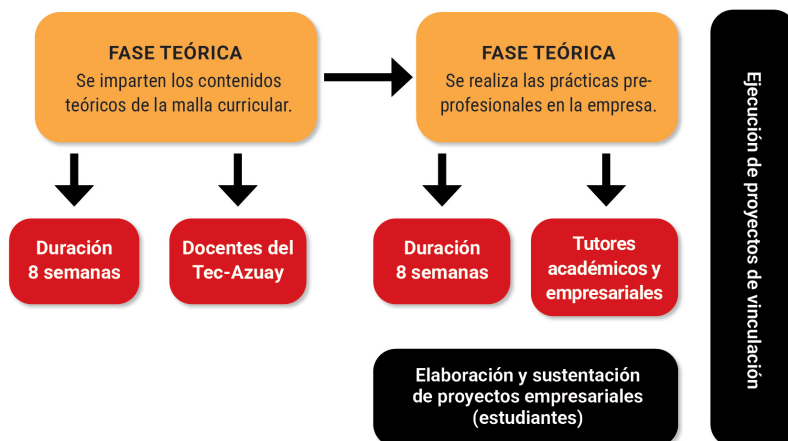 FASE TEÓRICA
Se imparten los contenidos
teóricos de la malla curricular.
FASE TEÓRICA
Se realiza las prácticas pre-
profesionales en la empresa.
Duración
8 semanas
Docentes del
Tec-Azuay
Duración
8 semanas
Tutores
académicos y
empresariales
Elaboración y sustentación
de proyectos empresariales
(estudiantes)
Ejecución de proyectos de vinculación